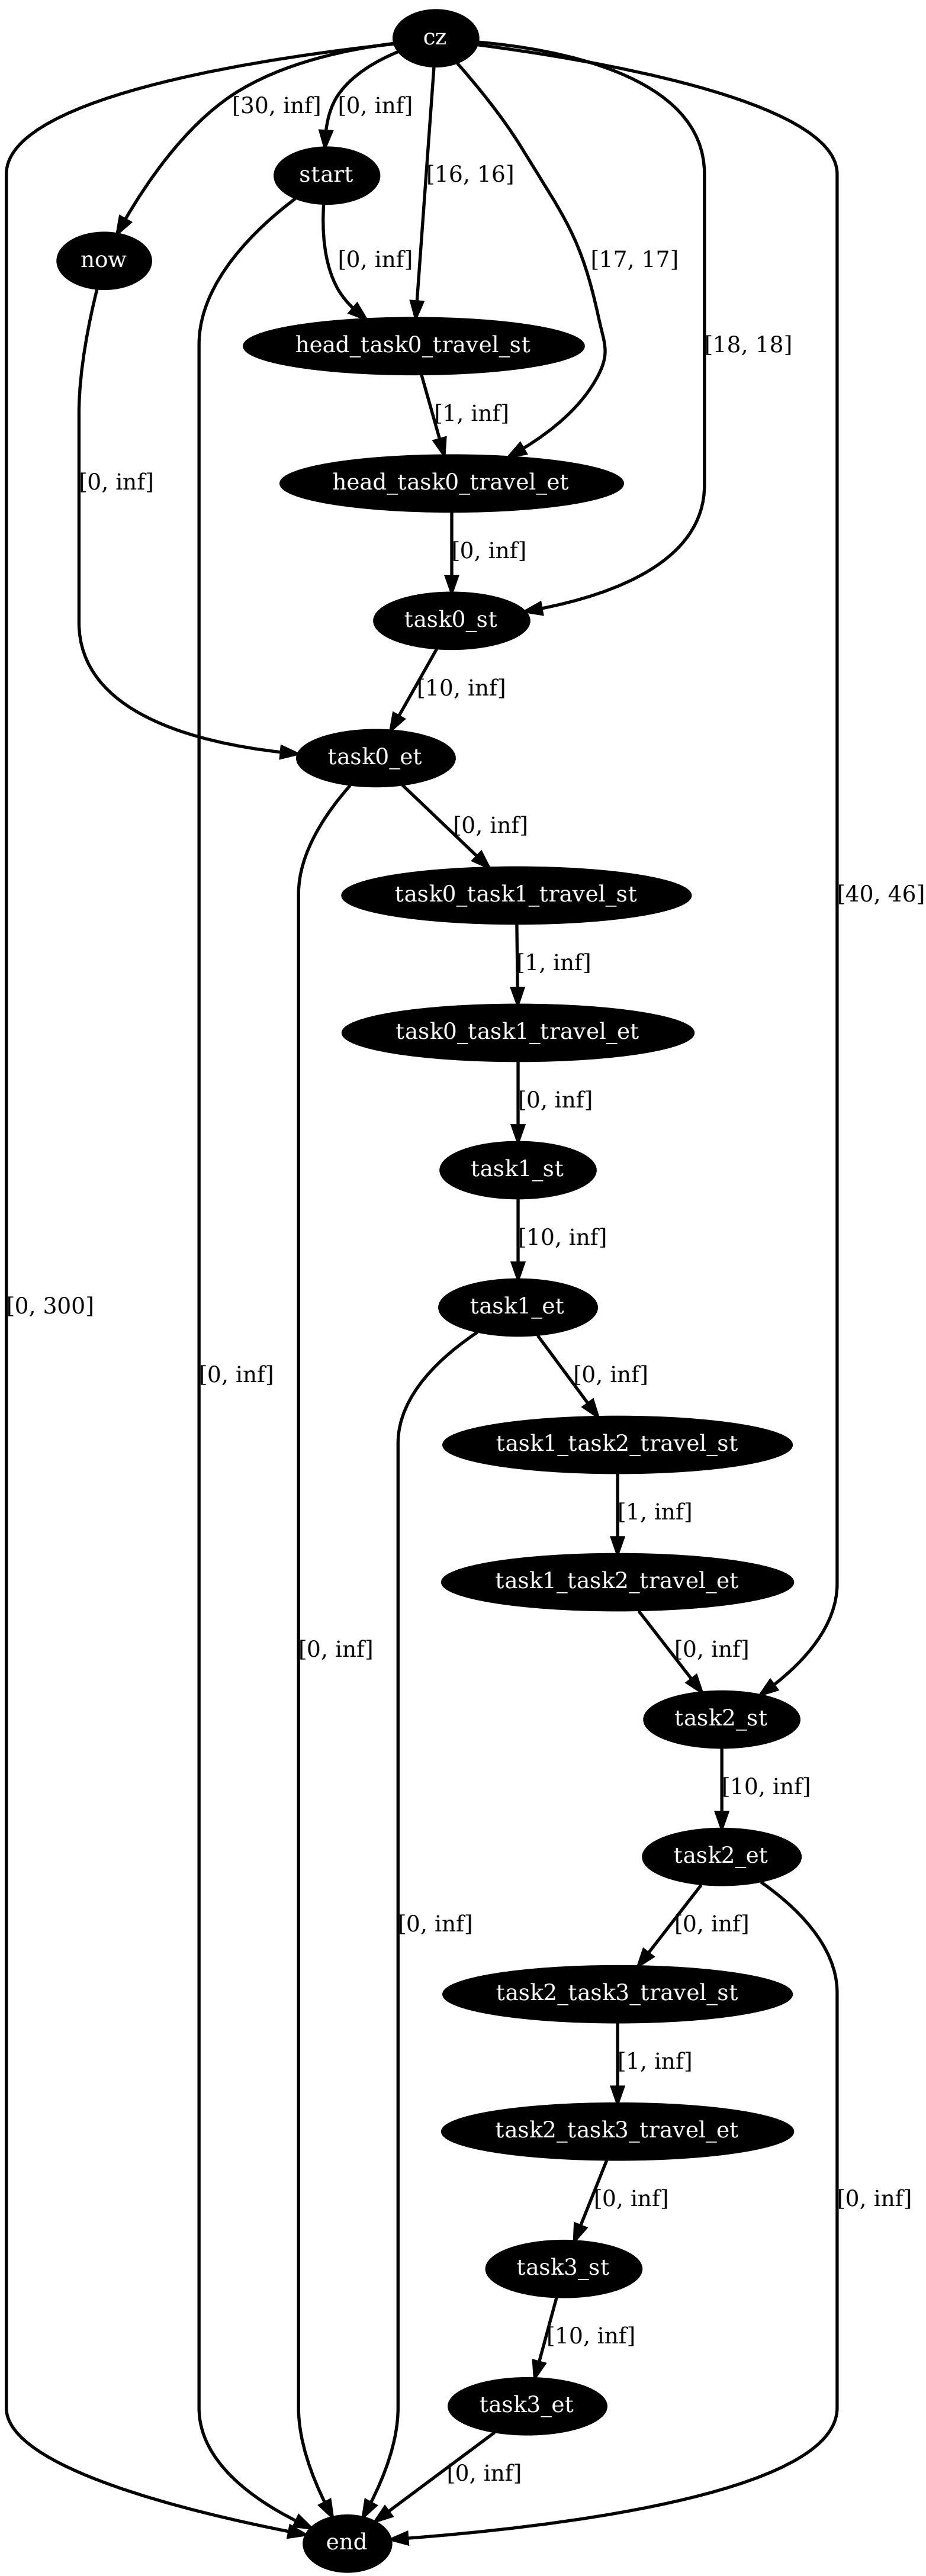 cz
[30, inf]
[0, inf]
start
[16, 16]
now
[0, inf]
[17, 17]
head_task0_travel_st
[18, 18]
[1, inf]
[0, inf]
head_task0_travel_et
[0, inf]
task0_st
[10, inf]
task0_et
[0, inf]
task0_task1_travel_st
[40, 46]
[1, inf]
task0_task1_travel_et
[0, inf]
task1_st
[10, inf]
[0, 300]
task1_et
[0, inf]
[0, inf]
task1_task2_travel_st
[1, inf]
task1_task2_travel_et
[0, inf]
[0, inf]
task2_st
[10, inf]
task2_et
[0, inf]
[0, inf]
task2_task3_travel_st
[1, inf]
task2_task3_travel_et
[0, inf]
[0, inf]
task3_st
[10, inf]
task3_et
[0, inf]
end